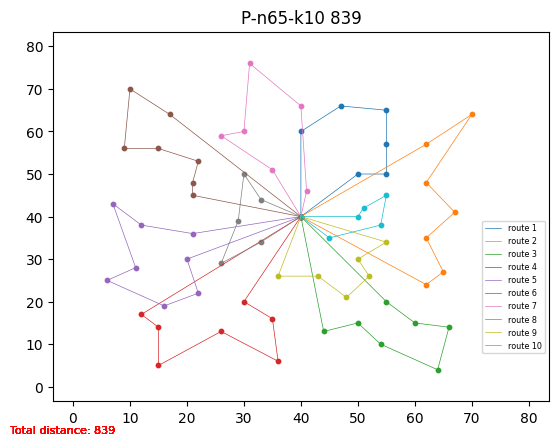 P-n65-k10 839
80
70
60
50
40
30
20
10
0
0 10 20 30 40 50 60 70 80
route 1
route 2
route 3
route 4
route 5
route 6
route 7
route 8
route 9
route 10
Total distance: 839